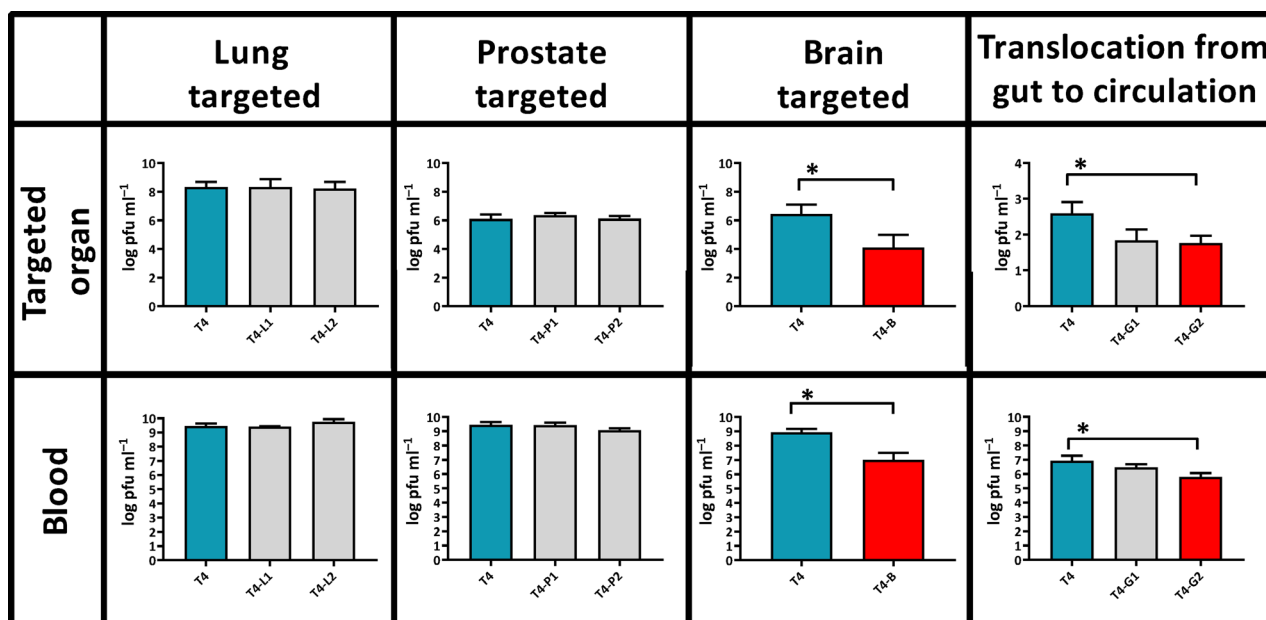 Lung
targeted
Prostate
targeted
Brain
targeted
Translocation from
gut to circulation
Targeted
organ
log pfu ml⁻¹
10
8
6
4
2
0
T4
T4-L1
T4-L2
log pfu ml⁻¹
10
8
6
4
2
0
T4
T4-P1
T4-P2
log pfu ml⁻¹
10
8
6
4
2
0
*
T4
T4-B
log pfu ml⁻¹
4
3
2
1
0
*
T4
T4-G1
T4-G2
Blood
log pfu ml⁻¹
10
9
8
7
6
5
4
3
2
1
0
T4
T4-L1
T4-L2
log pfu ml⁻¹
10
9
8
7
6
5
4
3
2
1
0
T4
T4-P1
T4-P2
log pfu ml⁻¹
10
9
8
7
6
5
4
3
2
1
0
*
T4
T4-B
log pfu ml⁻¹
10
9
8
7
6
5
4
3
2
1
0
*
T4
T4-G1
T4-G2